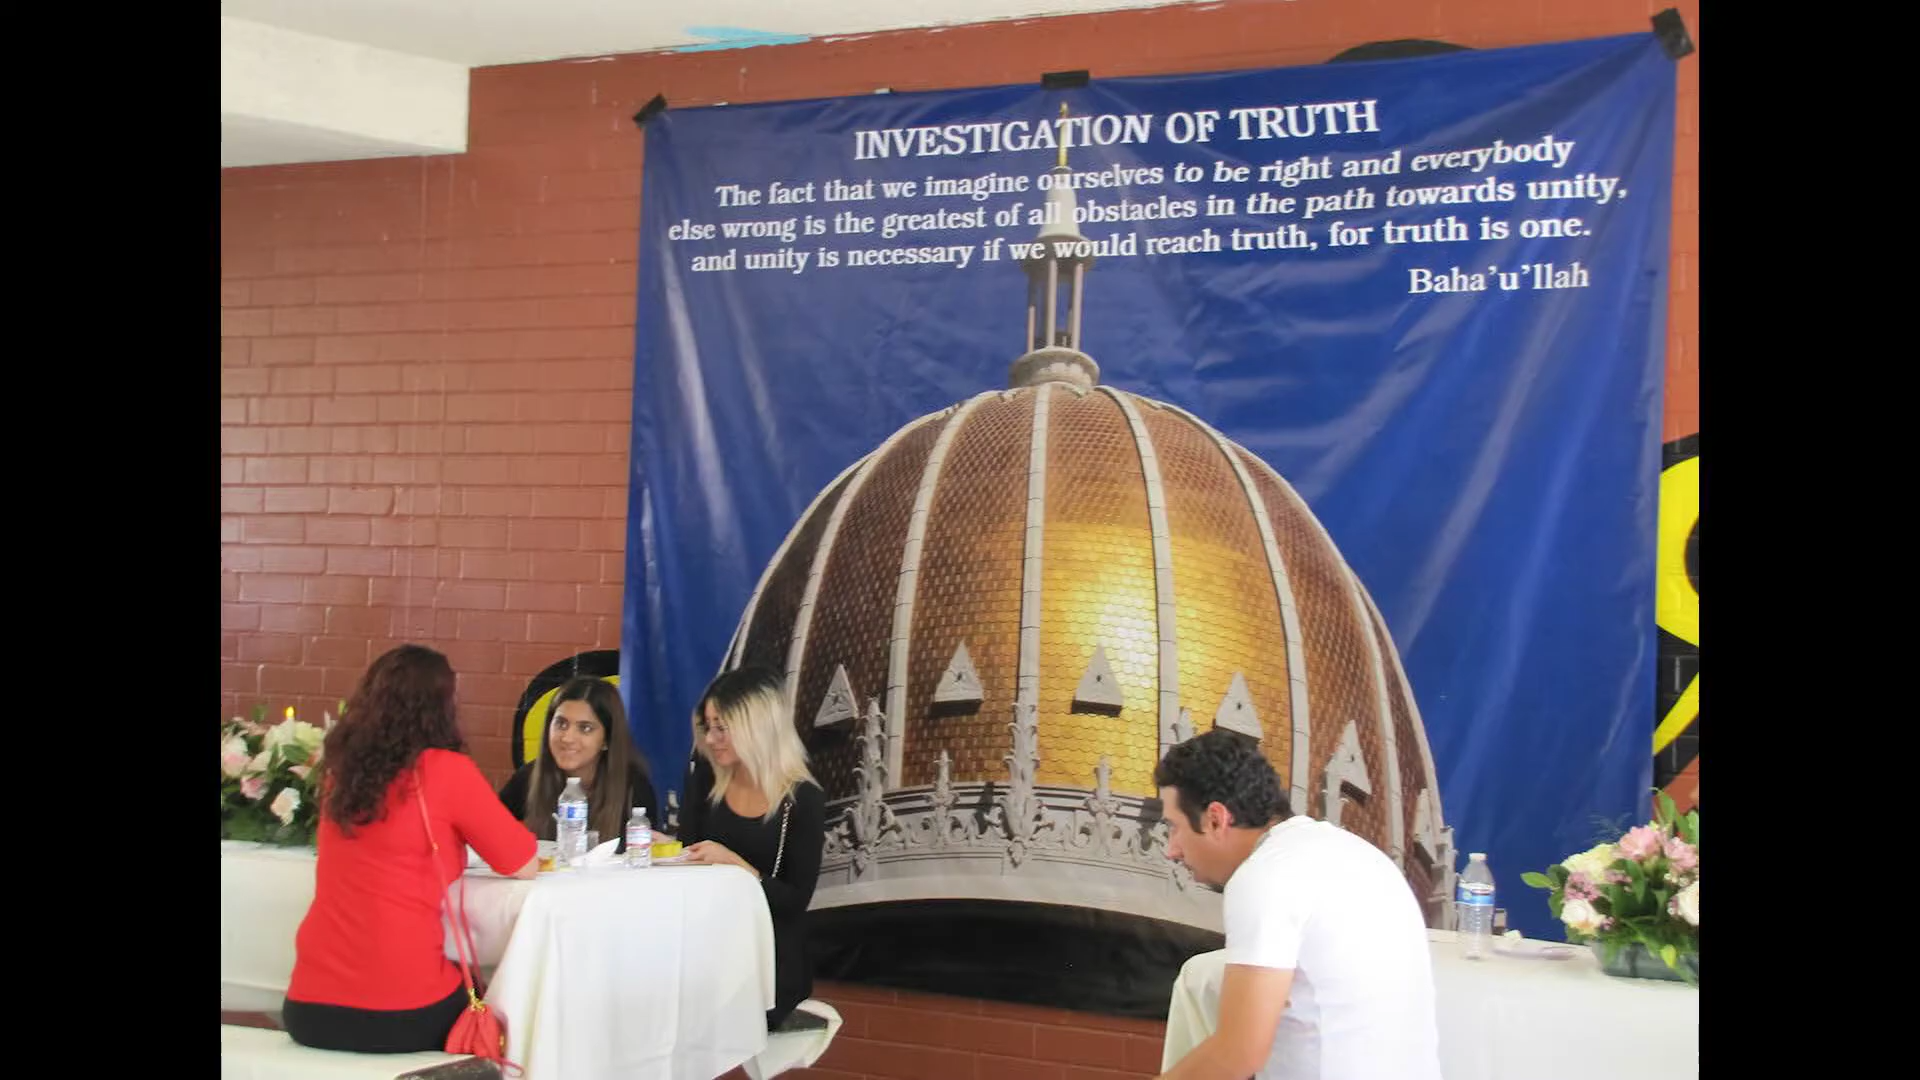 INVESTIGATION OF TRUTH
The fact that we imagine ourselves to be right and everybody
else wrong is the greatest of all obstacles in the path towards unity,
and unity is necessary if we would reach truth, for truth is one.
Baha'u'llah